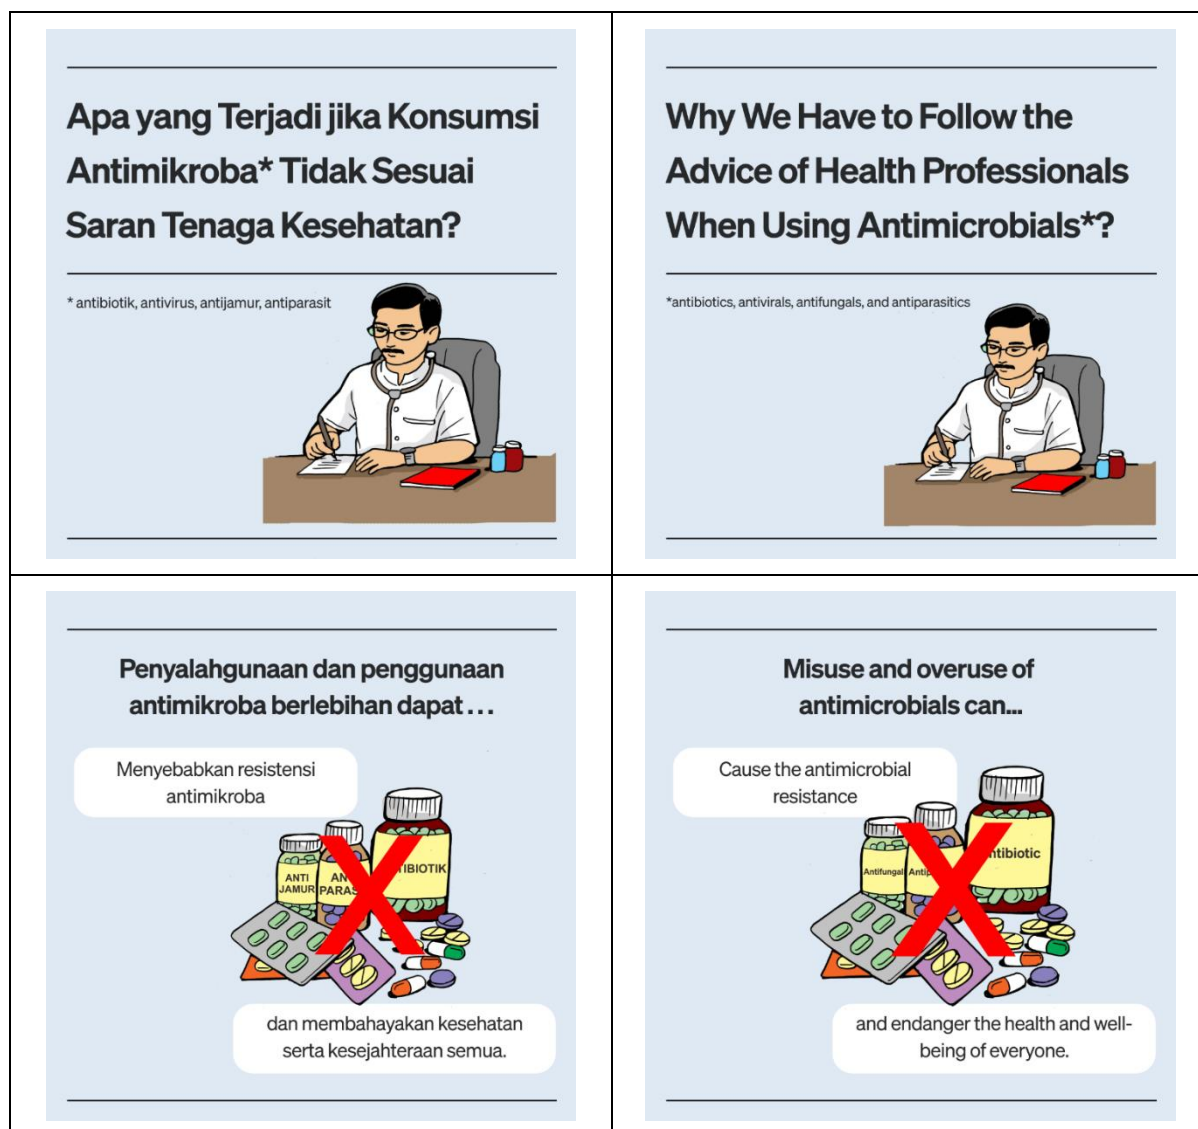 Apa yang Terjadi jika Konsumsi
Antimikroba* Tidak Sesuai
Saran Tenaga Kesehatan?
* antibiotik, antivirus, antijamur, antiparasit
Why We Have to Follow the
Advice of Health Professionals
When Using Antimicrobials*?
*antibiotics, antivirals, antifungals, and antiparasitics
Penyalahgunaan dan penggunaan
antimikroba berlebihan dapat ...
Menyebabkan resistensi
antimikroba
ANTI
JAMUR
dan membahayakan kesehatan
serta kesejahteraan semua.
Misuse and overuse of
antimicrobials can...
Cause the antimicrobial
resistance
Antifungal
and endanger the health and well-
being of everyone.